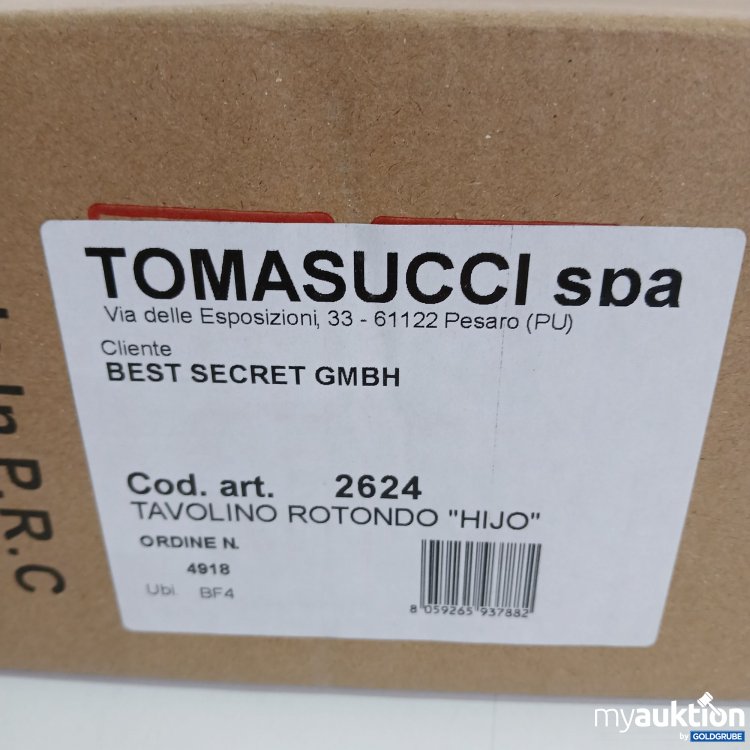 TOMASUCCI spa
Via delle Esposizioni, 33 - 61122 Pesaro (PU)
Cliente
BEST SECRET GMBH
Cod. art. 2624
TAVOLINO ROTONDO "HIJO"
ORDINE N.
4918
Ubi. BF4
8 059265 937882
In P.R.C
myauktion
by GOLDGRUBE